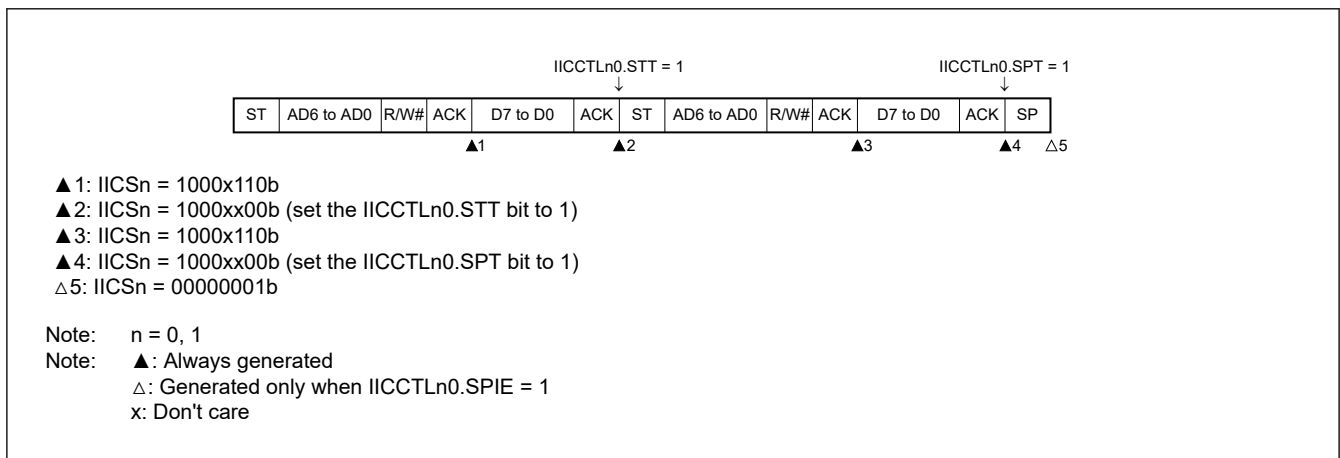 IICCTLn0.STT = 1 IICCTLn0.SPT = 1
↓ ↓
ST AD6 to AD0 R/W# ACK D7 to D0 ACK ST AD6 to AD0 R/W# ACK D7 to D0 ACK SP
▲1 ▲2 ▲3 ▲4 △5
▲1: IICSn = 1000x110b
▲2: IICSn = 1000xx00b (set the IICCTLn0.STT bit to 1)
▲3: IICSn = 1000x110b
▲4: IICSn = 1000xx00b (set the IICCTLn0.SPT bit to 1)
△5: IICSn = 00000001b
Note: n = 0, 1
Note: ▲: Always generated
△: Generated only when IICCTLn0.SPIE = 1
x: Don't care